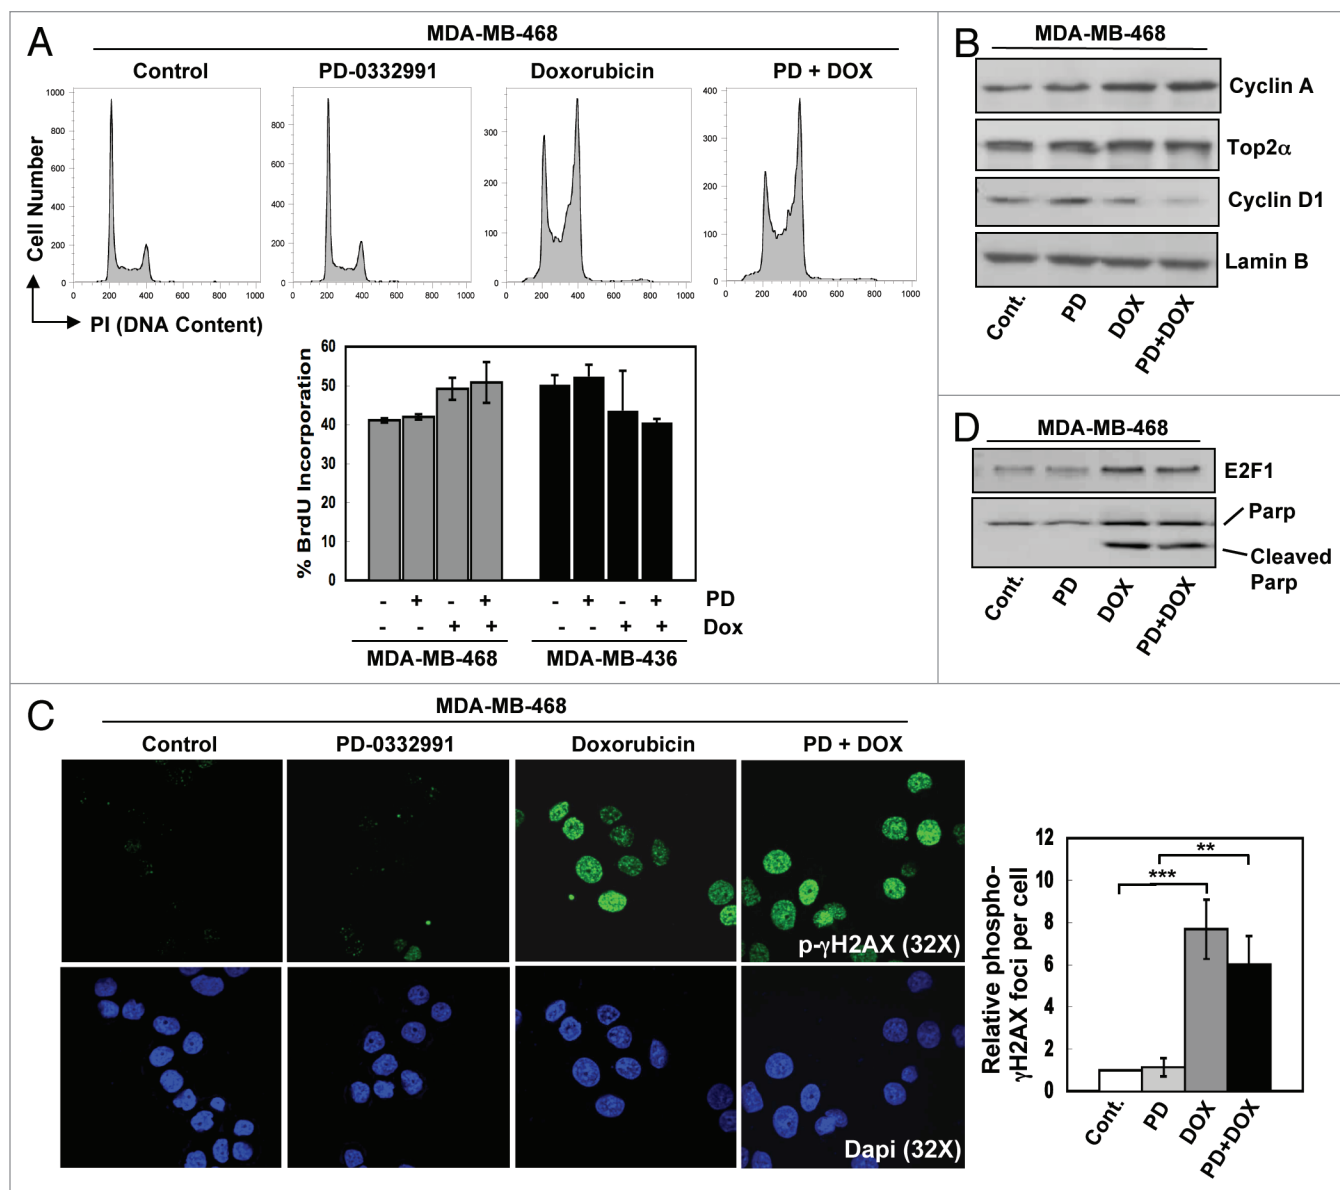 A
MDA-MB-468
Control PD-0332991 Doxorubicin PD + DOX
1000 800 600 400 200 0
800 600 400 200 0
300 200 100 0
400 300 200 100 0
0 200 400 600 800 1000
0 200 400 600 800 1000
0 200 400 600 800 1000
0 200 400 600 800 1000
Cell Number
PI (DNA Content)
% BrdU Incorporation
60
50
40
30
20
10
0
- + - + - + - + PD
- - + + - - + + Dox
MDA-MB-468 MDA-MB-436
B
MDA-MB-468
Cyclin A
Top2α
Cyclin D1
Lamin B
Cont. PD DOX PD+DOX
D
MDA-MB-468
E2F1
Parp
Cleaved
Parp
Cont. PD DOX PD+DOX
C
MDA-MB-468
Control PD-0332991 Doxorubicin PD + DOX
p-γH2AX (32X)
Dapi (32X)
Relative phospho-
γH2AX foci per cell
12
10
8
6
4
2
0
**
***
Cont. PD DOX PD+DOX